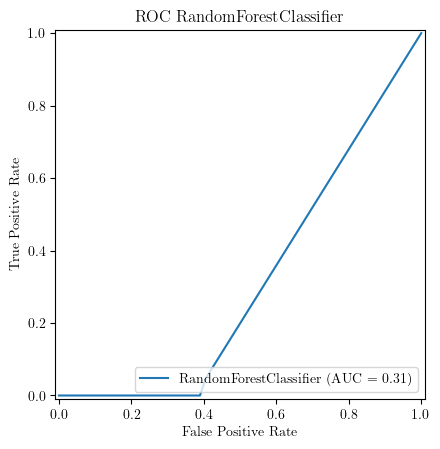 ROC RandomForestClassifier
1.0
0.8
0.6
0.4
0.2
0.0
True Positive Rate
RandomForestClassifier (AUC = 0.31)
0.0 0.2 0.4 0.6 0.8 1.0
False Positive Rate